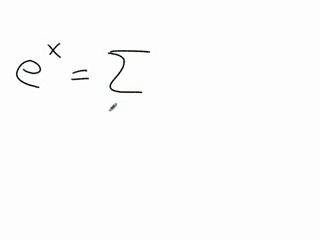 e^x = Σ